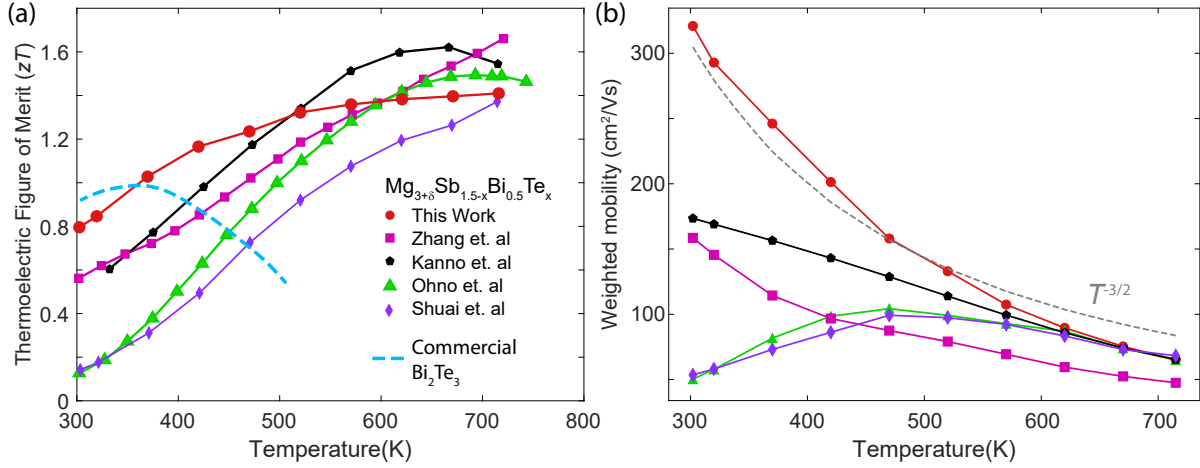 (a)
Thermoelectric Figure of Merit (zT)
1.6
1.2
0.8
0.4
0
300 400 500 600 700 800
Temperature(K)
Mg3+δSb1.5-xBi0.5Tex
This Work
Zhang et. al
Kanno et. al
Ohno et. al
Shuai et. al
Commercial
Bi2Te3
(b)
Weighted mobility (cm²/Vs)
300
200
100
T-3/2
300 400 500 600 700
Temperature(K)